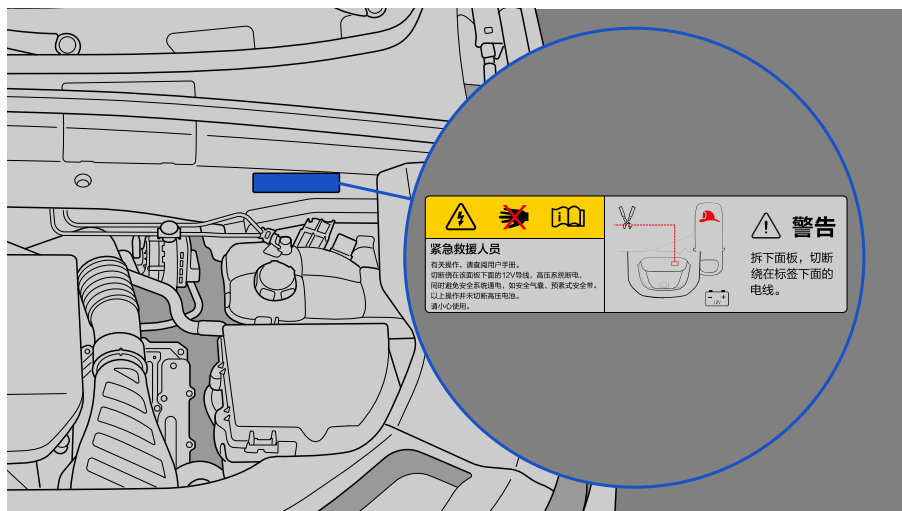 紧急救援人员
有关操作，请查阅用户手册。
切断绕在该面板下面的12V导线，高压系统断电，
同时避免安全系统通电，如安全气囊、预紧式安全带。
以上操作并未切断高压电池。
请小心使用。
12V
警告
拆下面板，切断
绕在标签下面的
电线。